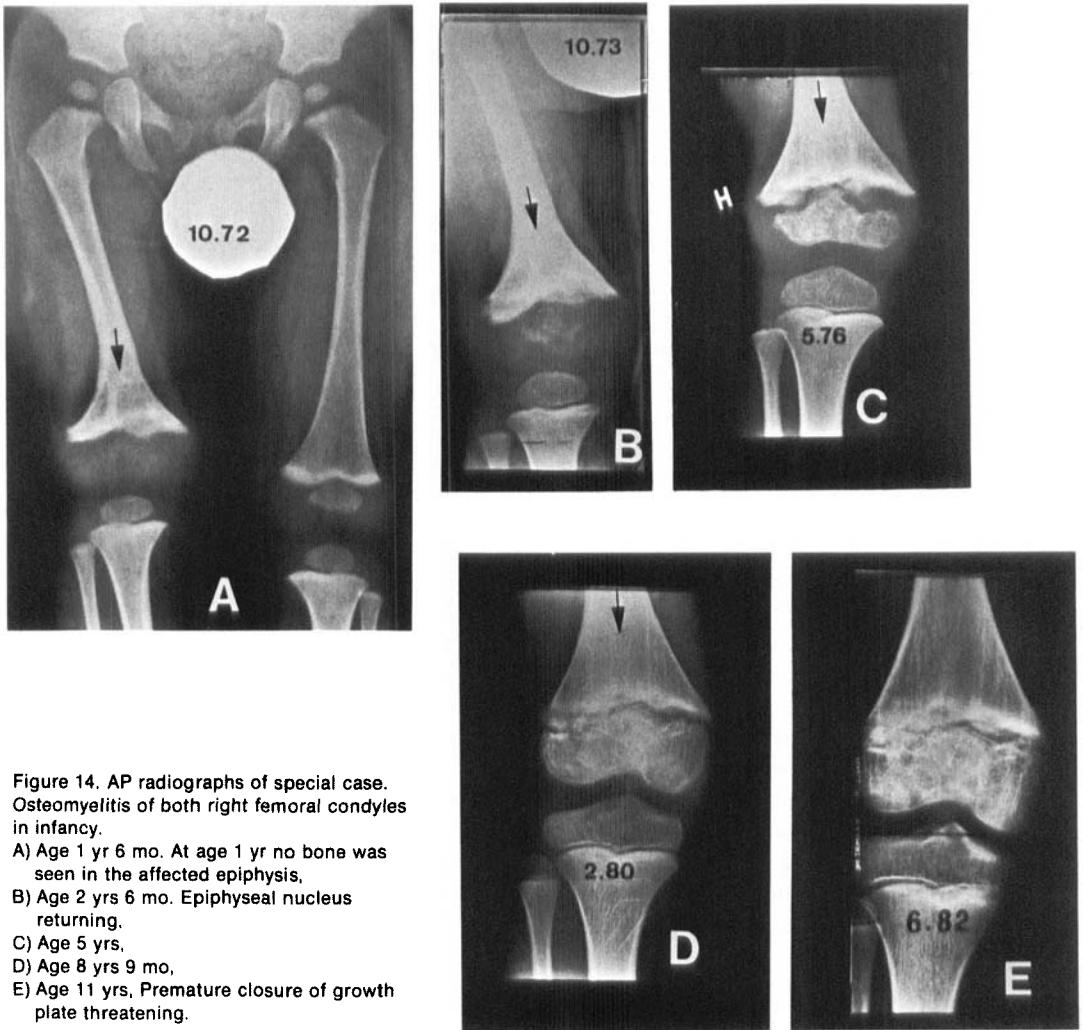 10.72
A
10.73
B
H
5.76
C
2.80
D
6.82
E
Figure 14. AP radiographs of special case.
Osteomyelitis of both right femoral condyles
in infancy.
A) Age 1 yr 6 mo. At age 1 yr no bone was
seen in the affected epiphysis,
B) Age 2 yrs 6 mo. Epiphyseal nucleus
returning,
C) Age 5 yrs,
D) Age 8 yrs 9 mo,
E) Age 11 yrs, Premature closure of growth
plate threatening.